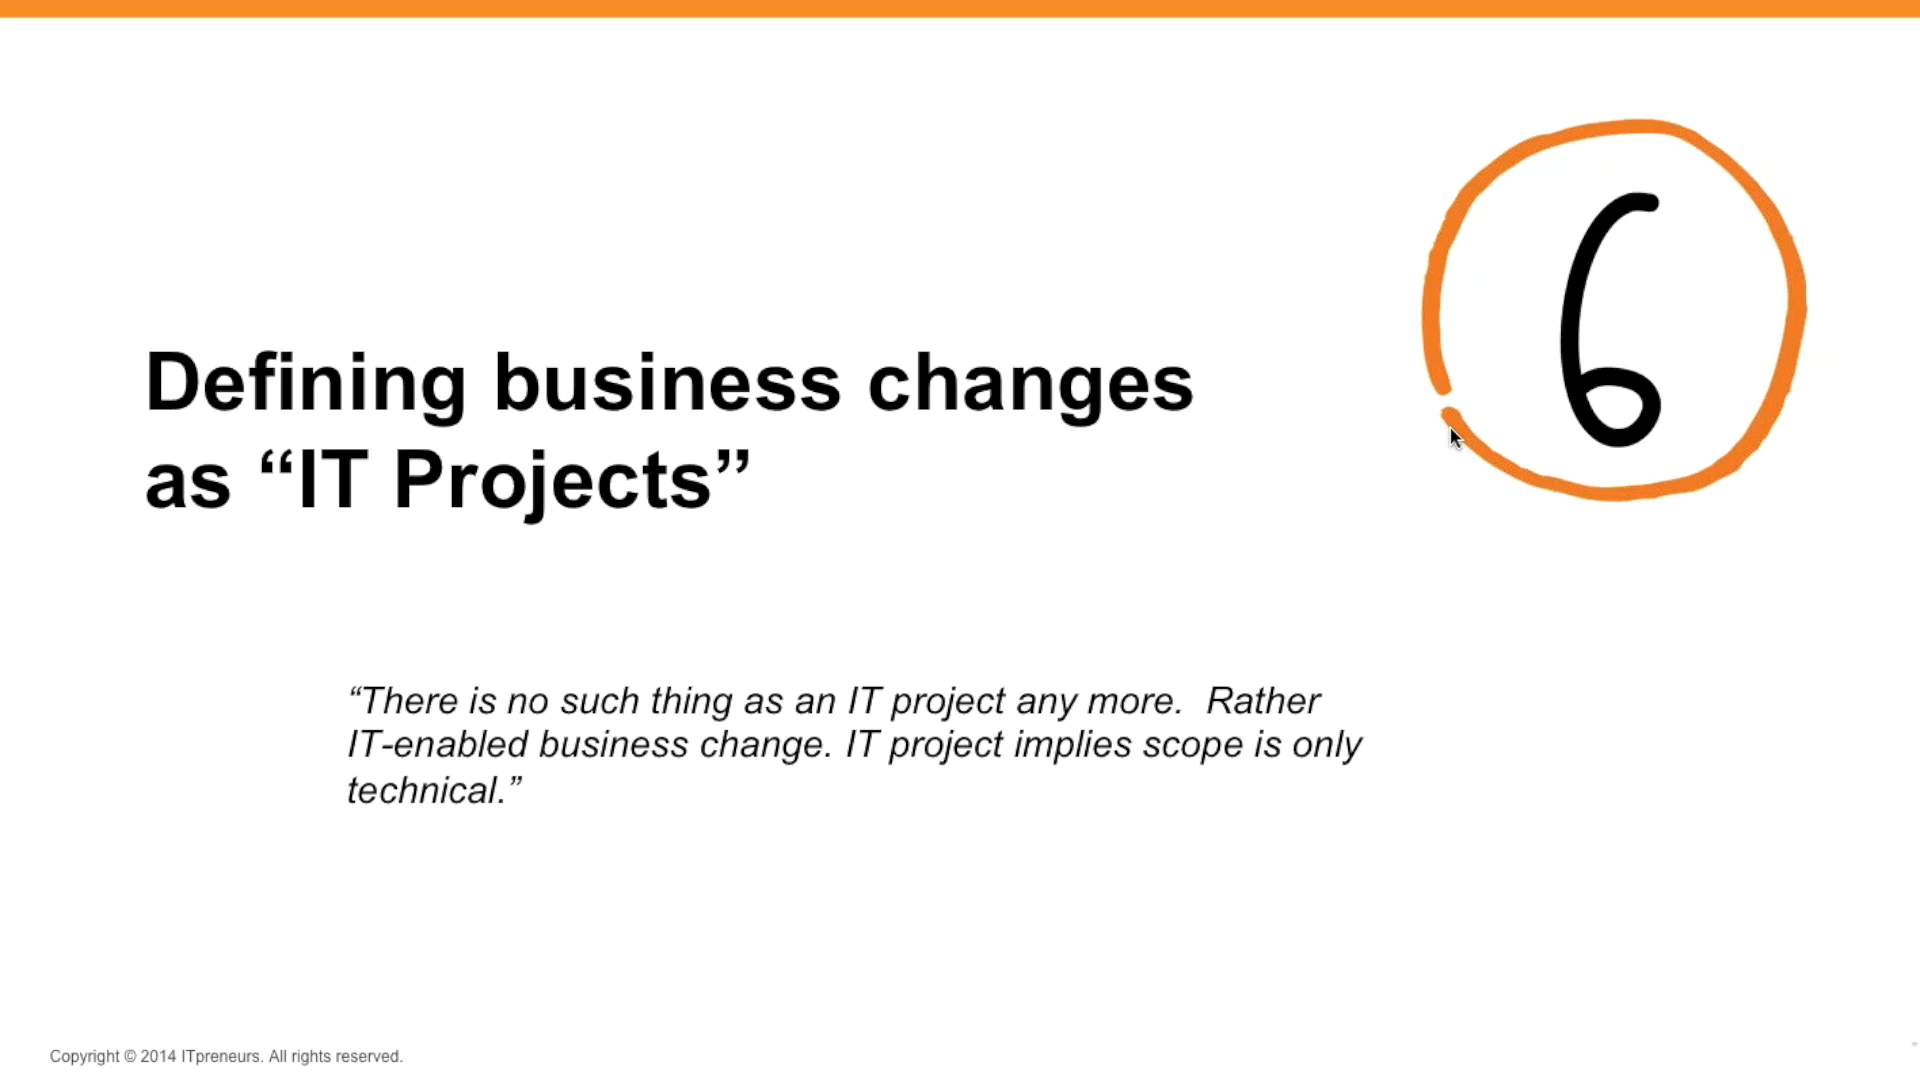 6
Defining business changes
as “IT Projects”
“There is no such thing as an IT project any more.  Rather
IT-enabled business change. IT project implies scope is only
technical.”
Copyright © 2014 ITpreneurs. All rights reserved.